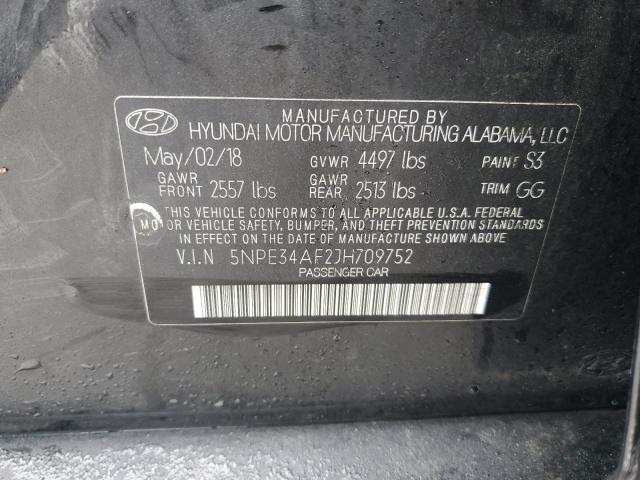 MANUFACTURED BY
HYUNDAI MOTOR MANUFACTURING ALABAMA, LLC
May/02/18 GVWR 4497 lbs PAINT S3
GAWR FRONT 2557 lbs GAWR REAR 2513 lbs TRIM GG
THIS VEHICLE CONFORMS TO ALL APPLICABLE U.S.A. FEDERAL
MOTOR VEHICLE SAFETY, BUMPER, AND THEFT PREVENTION STANDARDS
IN EFFECT ON THE DATE OF MANUFACTURE SHOWN ABOVE
V.I.N 5NPE34AF2JH709752
PASSENGER CAR